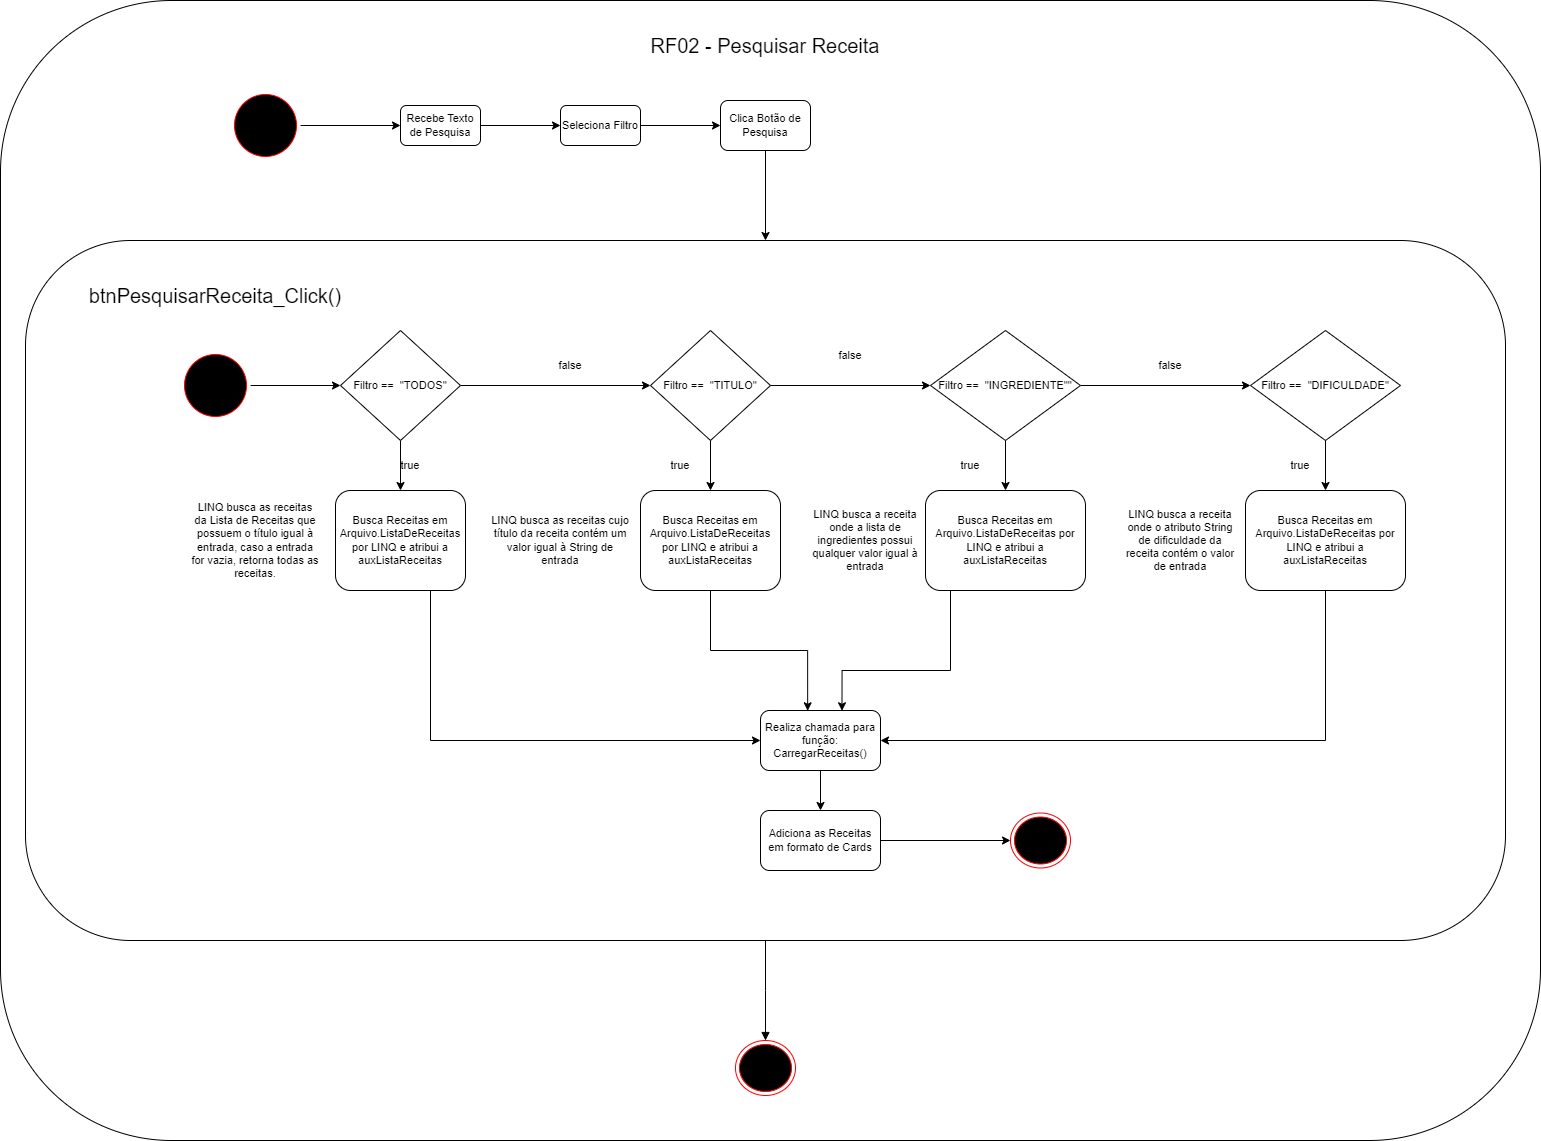 RF02 - Pesquisar Receita
Recebe Texto
de Pesquisa
Seleciona Filtro
Clica Botão de
Pesquisa
btnPesquisarReceita_Click()
Filtro == "TODOS"
false
Filtro == "TITULO"
false
Filtro == "INGREDIENTE""
false
Filtro == "DIFICULDADE"
true
true
true
true
LINQ busca as receitas
da Lista de Receitas que
possuem o título igual à
entrada, caso a entrada
for vazia, retorna todas as
receitas.
Busca Receitas em
Arquivo.ListaDeReceitas
por LINQ e atribui a
auxListaReceitas
LINQ busca as receitas cujo
título da receita contém um
valor igual à String de
entrada
Busca Receitas em
Arquivo.ListaDeReceitas
por LINQ e atribui a
auxListaReceitas
LINQ busca a receita
onde a lista de
ingredientes possui
qualquer valor igual à
entrada
Busca Receitas em
Arquivo.ListaDeReceitas por
LINQ e atribui a
auxListaReceitas
LINQ busca a receita
onde o atributo String
de dificuldade da
receita contém o valor
de entrada
Busca Receitas em
Arquivo.ListaDeReceitas por
LINQ e atribui a
auxListaReceitas
Realiza chamada para
função:
CarregarReceitas()
Adiciona as Receitas
em formato de Cards